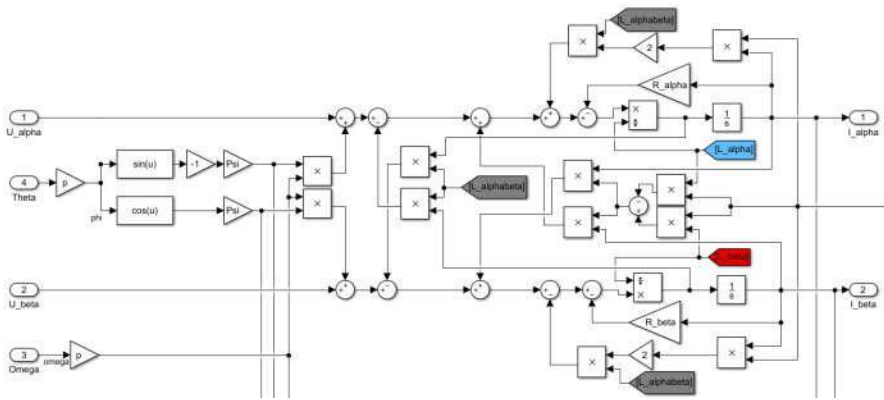 [L_alphabeta]
×
2
×
R_alpha
1
U_alpha
×
÷
1
s
1
I_alpha
[L_alpha]
4
Theta
p
phi
sin(u)
-1
Psi
×
×
×
×
cos(u)
Psi
×
×
[L_alphabeta]
×
×
[L_beta]
2
U_beta
÷
×
1
s
2
I_beta
R_beta
3
Omega
omega
p
×
2
×
[L_alphabeta]